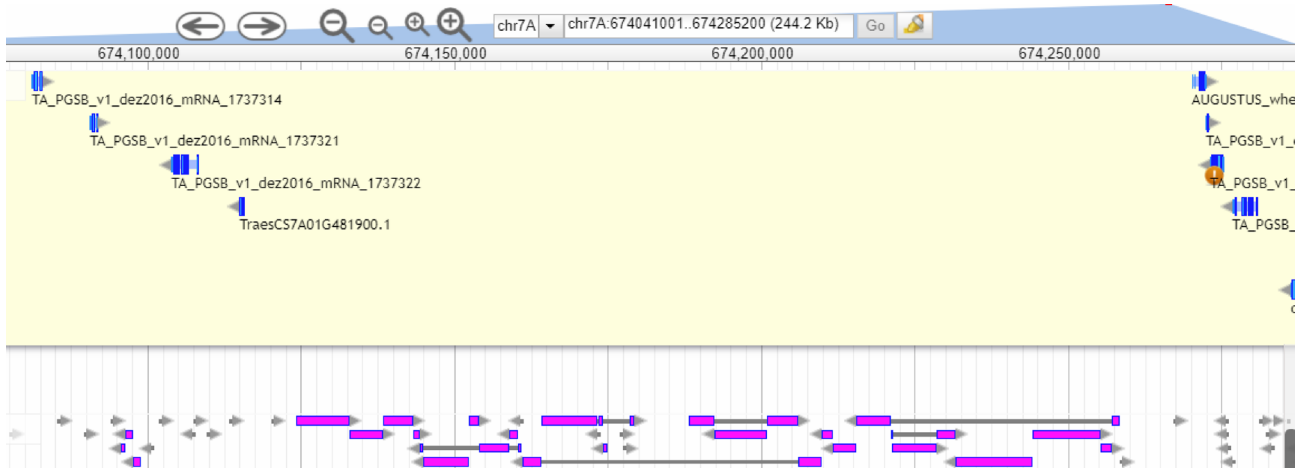 chr7A chr7A:674041001..674285200 (244.2 Kb) Go
674,100,000 674,150,000 674,200,000 674,250,000
TA_PGSB_v1_dez2016_mRNA_1737314 AUGUSTUS_whe
TA_PGSB_v1_dez2016_mRNA_1737321 TA_PGSB_v1_
TA_PGSB_v1_dez2016_mRNA_1737322 TA_PGSB_v1_
TraesCS7A01G481900.1 TA_PGSB_